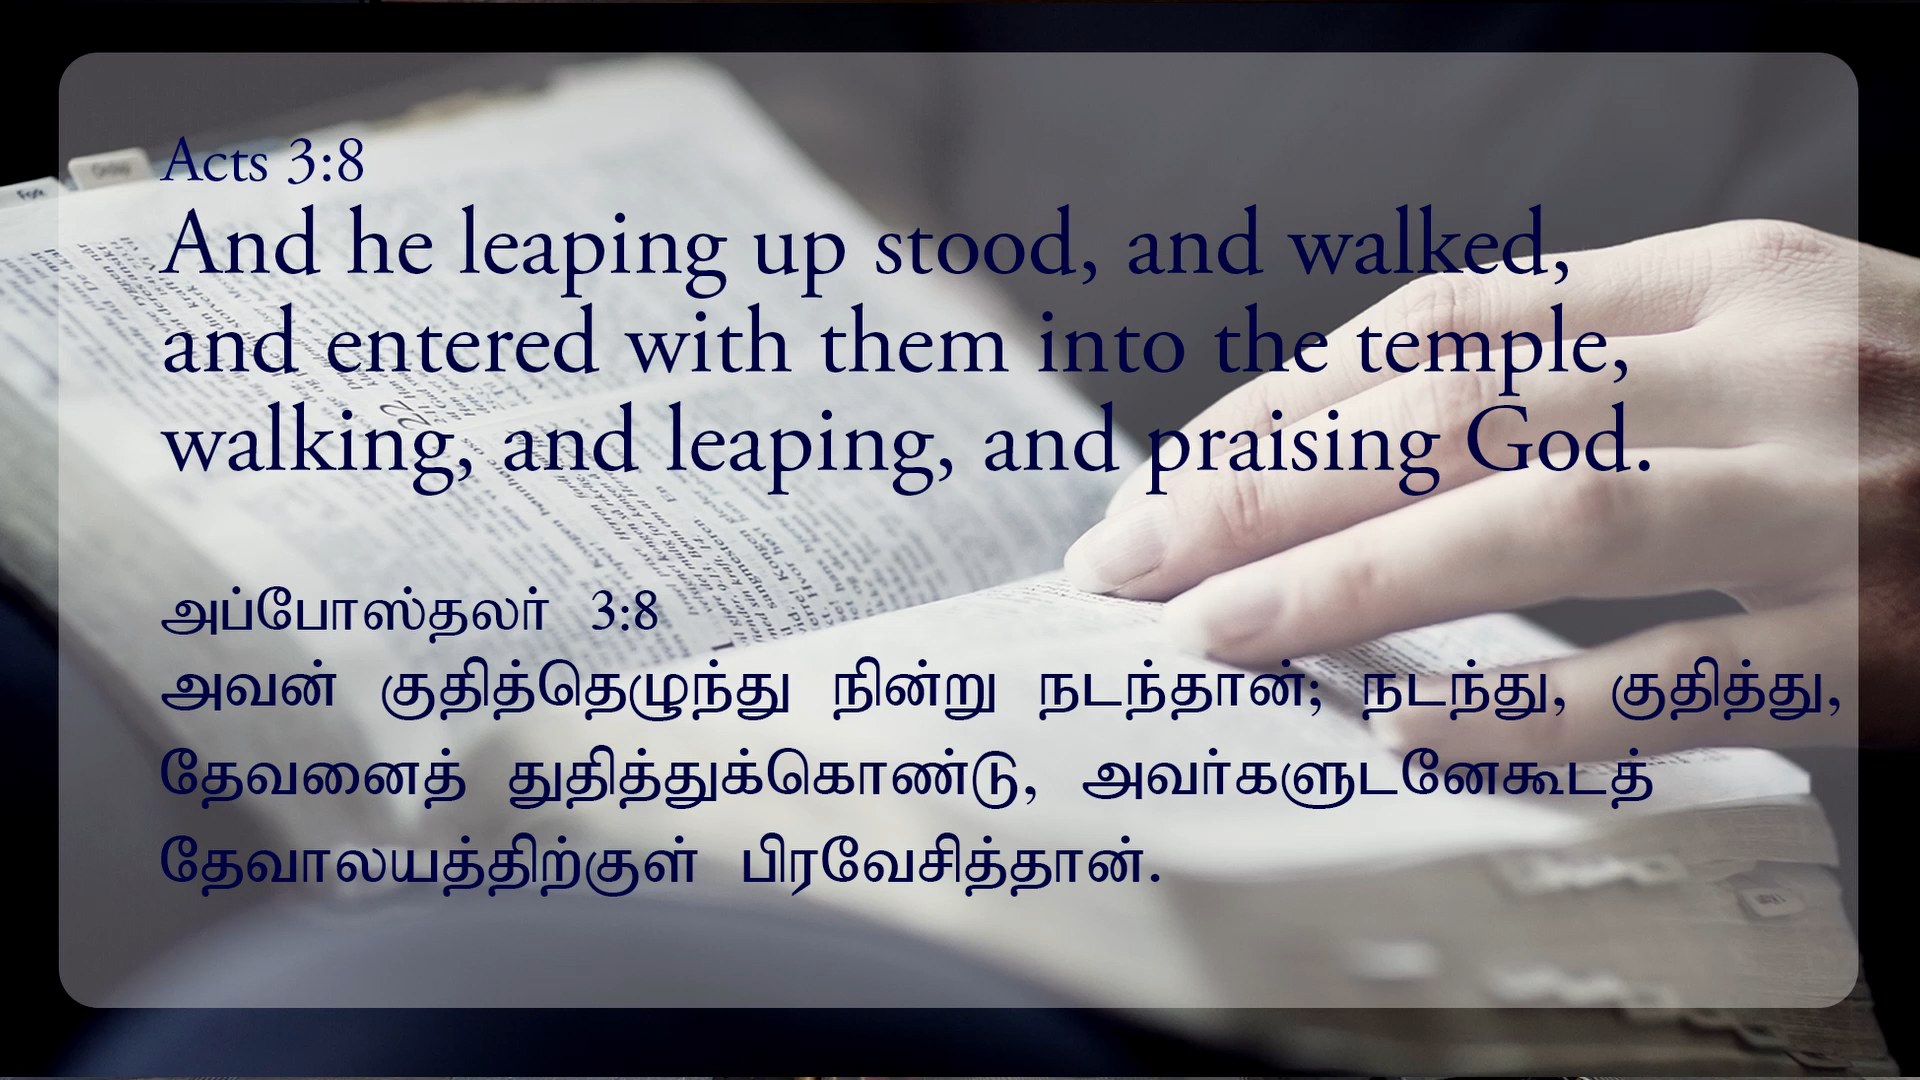 Acts 3:8
And he leaping up stood, and walked,
and entered with them into the temple,
walking, and leaping, and praising God.
அப்போஸ்தலர் 3:8
அவன் குதித்தெழுந்து நின்று நடந்தான்; நடந்து, குதித்து,
தேவனைத் துதித்துக்கொண்டு, அவர்களுடனேகூடத்
தேவாலயத்திற்குள் பிரவேசித்தான்.